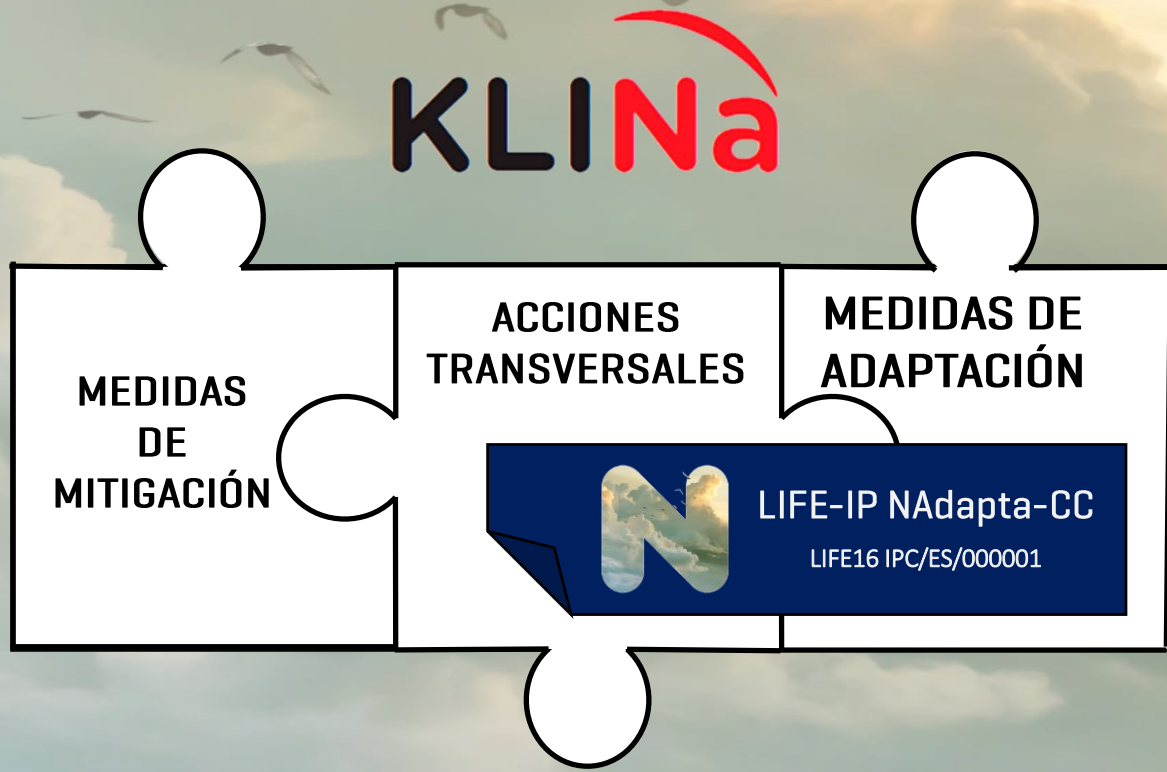 KLINa
MEDIDAS
DE
MITIGACIÓN
ACCIONES
TRANSVERSALES
MEDIDAS DE
ADAPTACIÓN
N
LIFE-IP NAdapta-CC
LIFE16 IPC/ES/000001